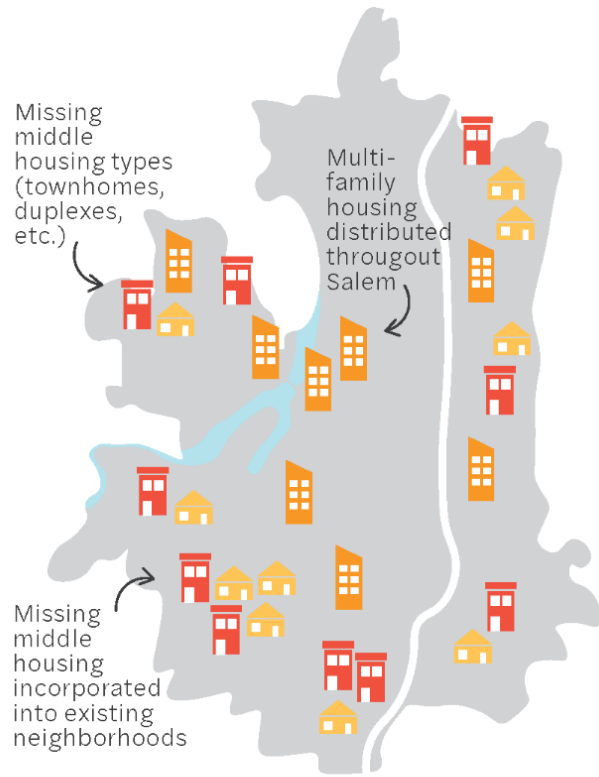 Missing
middle
housing types
(townhomes,
duplexes,
etc.)
Multi-
family
housing
distributed
througout
Salem
Missing
middle
housing
incorporated
into existing
neighborhoods